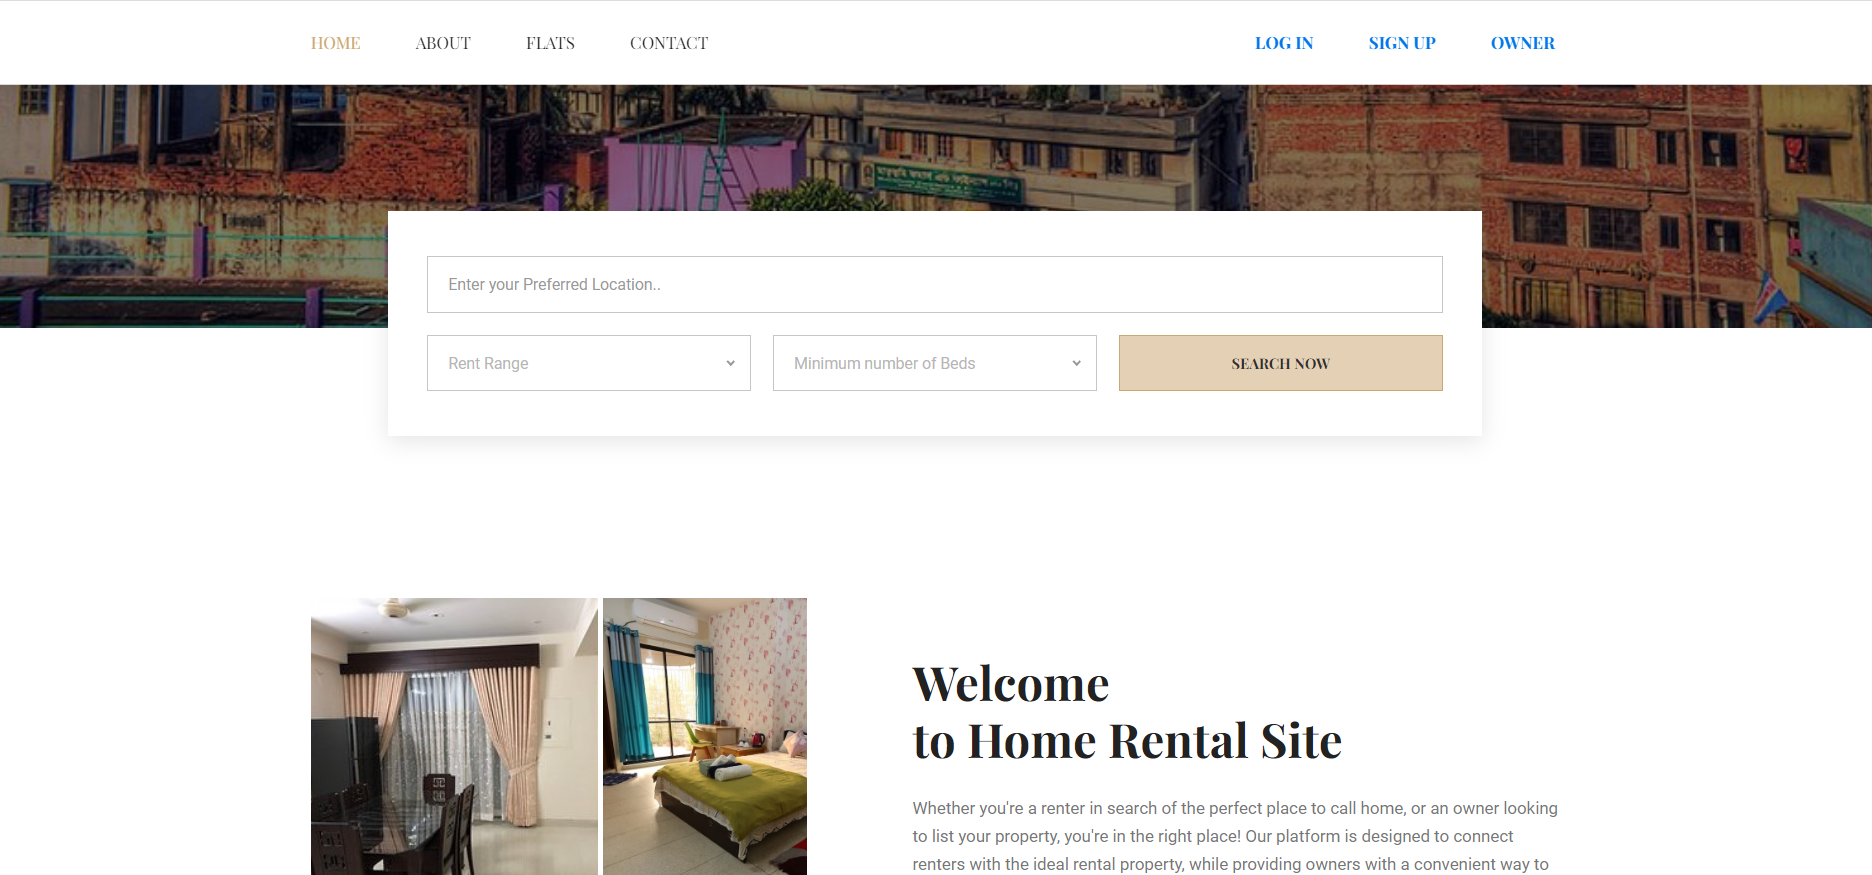 HOME ABOUT FLATS CONTACT LOG IN SIGN UP OWNER
Enter your Preferred Location..
Rent Range Minimum number of Beds SEARCH NOW
Welcome
to Home Rental Site
Whether you're a renter in search of the perfect place to call home, or an owner looking
to list your property, you're in the right place! Our platform is designed to connect
renters with the ideal rental property, while providing owners with a convenient way to